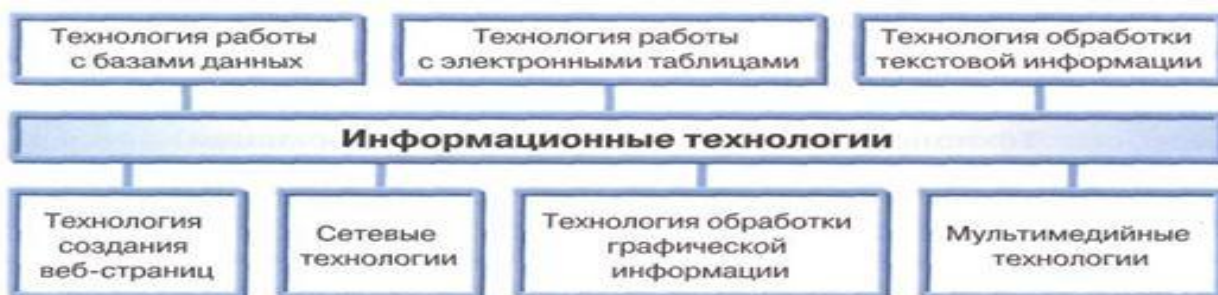 Технология работы
с базами данных
Технология работы
с электронными таблицами
Технология обработки
текстовой информации
Информационные технологии
Технология
создания
веб-страниц
Сетевые
технологии
Технология обработки
графической
информации
Мультимедийные
технологии